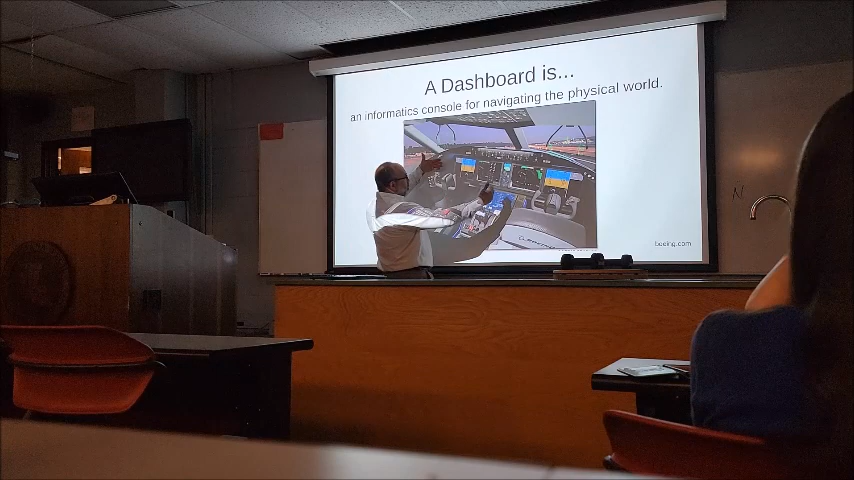 A Dashboard is...
an informatics console for navigating the physical world.
boeing.com
N